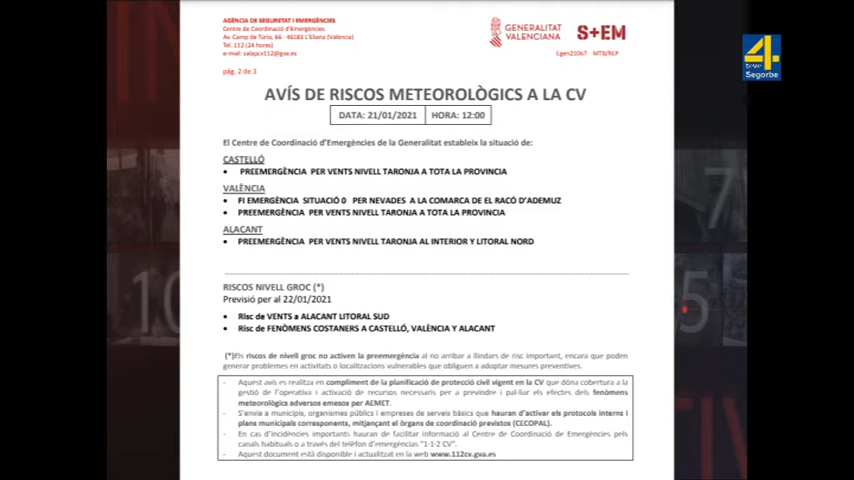 AGÈNCIA DE SEGURETAT I EMERGÈNCIES
Centre de Coordinació d'Emergències
Av. Camp de Túria, 66 - 46183 L'Eliana (València)
Tel. 112 (24 hores)
e-mail: salajccv112@gva.es
pàg. 2 de 3
GENERALITAT
VALENCIANA
S+EM
Lgen21067 MTB/RLP
4
Segorbe
AVÍS DE RISCOS METEOROLÒGICS A LA CV
DATA: 21/01/2021 HORA: 12:00
El Centre de Coordinació d'Emergències de la Generalitat estableix la situació de:
CASTELLÓ
• PREEMERGÈNCIA PER VENTS NIVELL TARONJA A TOTA LA PROVINCIA
VALÈNCIA
• FI EMERGÈNCIA SITUACIÓ 0 PER NEVADES A LA COMARCA DE EL RACÓ D'ADEMUZ
• PREEMERGÈNCIA PER VENTS NIVELL TARONJA A TOTA LA PROVINCIA
ALACANT
• PREEMERGÈNCIA PER VENTS NIVELL TARONJA AL INTERIOR Y LITORAL NORD
RISCOS NIVELL GROC (*)
Previsió per al 22/01/2021
• Risc de VENTS a ALACANT LITORAL SUD
• Risc de FENÒMENS COSTANERS A CASTELLÓ, VALÈNCIA Y ALACANT
(*)Els riscos de nivell groc no activen la preemergència al no arribar a llindars de risc important, encara que poden
generar problemes en activitats o localitzacions vulnerables que obliguen a adoptar mesures preventives.
- Aquest avís es realitza en compliment de la planificació de protecció civil vigent en la CV que dóna cobertura a la
gestió de l'operativa i activació de recursos necessaris per a previndre i pal·liar els efectes dels fenòmens
meteorològics adversos emesos per AEMET.
- S'envia a municipis, organismes públics i empreses de serveis bàsics que hauran d'activar els protocols interns i
plans municipals corresponents, mitjançant el òrgans de coordinació previstos (CECOPAL).
- En cas d'incidències importants hauran de facilitar informació al Centre de Coordinació de Emergències pels
canals habituals o a través del telèfon d'emergències "1·1·2 CV".
- Aquest document està disponible i actualitzat en la web www.112cv.gva.es
10
7
5